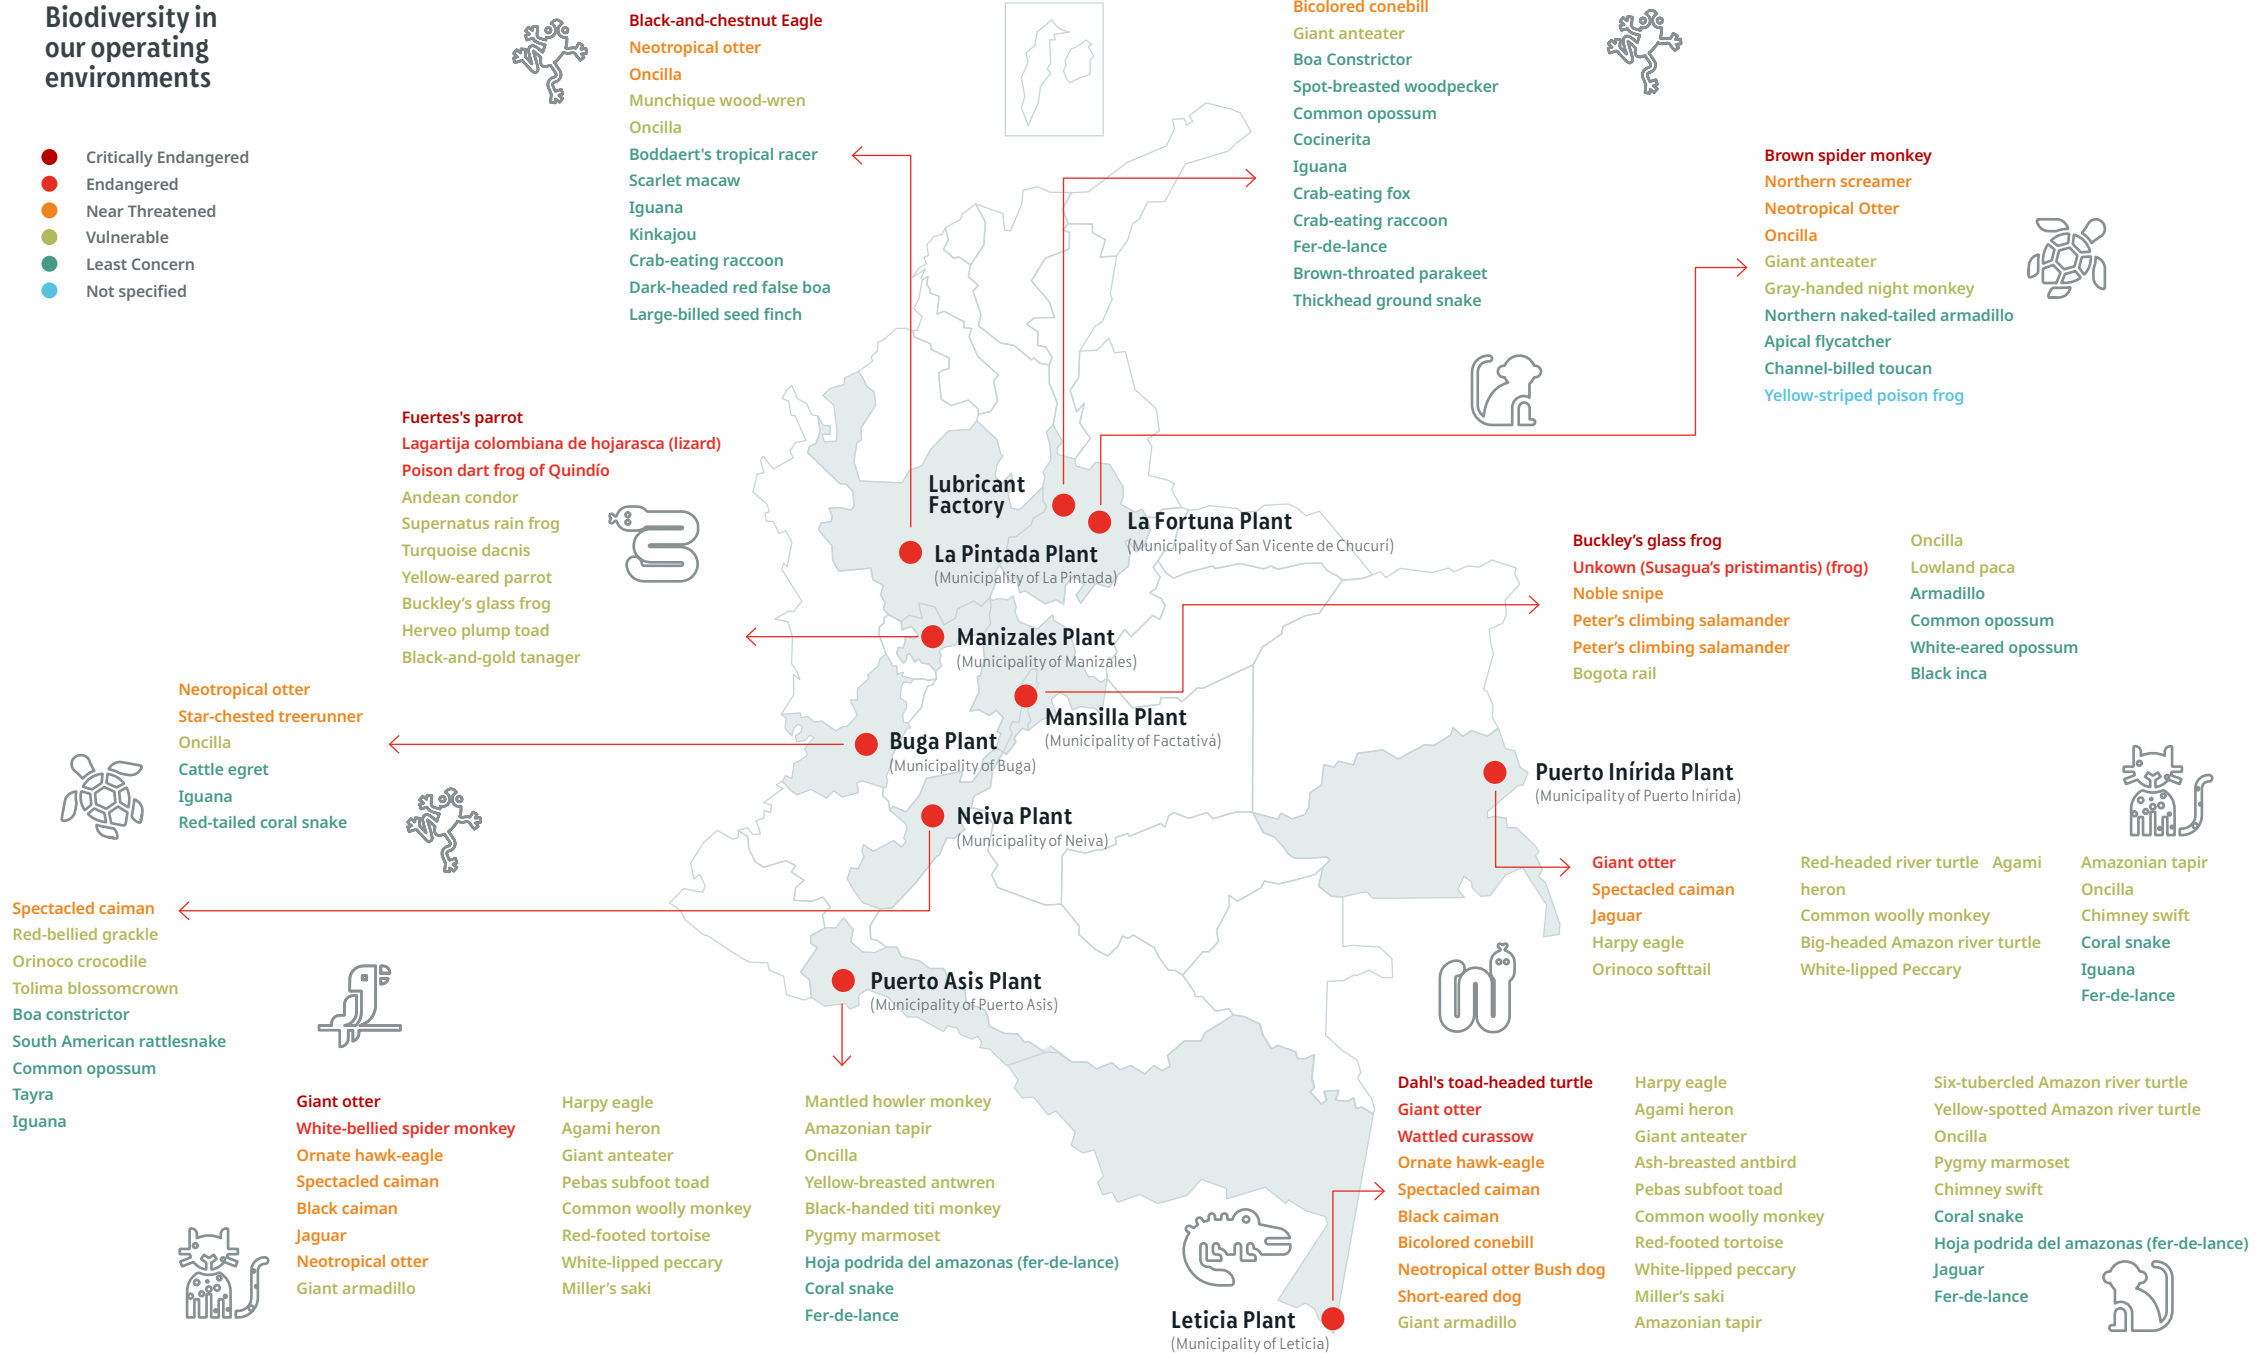 Biodiversity in
our operating
environments
Critically Endangered
Endangered
Near Threatened
Vulnerable
Least Concern
Not specified
Black-and-chestnut Eagle
Neotropical otter
Oncilla
Munchique wood-wren
Oncilla
Boddaert's tropical racer
Scarlet macaw
Iguana
Kinkajou
Crab-eating raccoon
Dark-headed red false boa
Large-billed seed finch
Bicolored conebill
Giant anteater
Boa Constrictor
Spot-breasted woodpecker
Common opossum
Cocinerita
Iguana
Crab-eating fox
Crab-eating raccoon
Fer-de-lance
Brown-throated parakeet
Thickhead ground snake
Brown spider monkey
Northern screamer
Neotropical Otter
Oncilla
Giant anteater
Gray-handed night monkey
Northern naked-tailed armadillo
Apical flycatcher
Channel-billed toucan
Yellow-striped poison frog
Fuertes's parrot
Lagartija colombiana de hojarasca (lizard)
Poison dart frog of Quindío
Andean condor
Supernatus rain frog
Turquoise dacnis
Yellow-eared parrot
Buckley’s glass frog
Herveo plump toad
Black-and-gold tanager
Lubricant
Factory
La Fortuna Plant
(Municipality of San Vicente de Chucurí)
La Pintada Plant
(Municipality of La Pintada)
Manizales Plant
(Municipality of Manizales)
Mansilla Plant
(Municipality of Factativá)
Buga Plant
(Municipality of Buga)
Neiva Plant
(Municipality of Neiva)
Puerto Inírida Plant
(Municipality of Puerto Inírida)
Puerto Asis Plant
(Municipality of Puerto Asis)
Leticia Plant
(Municipality of Leticia)
Buckley’s glass frog
Unkown (Susagua’s pristimantis) (frog)
Noble snipe
Peter’s climbing salamander
Peter’s climbing salamander
Bogota rail
Oncilla
Lowland paca
Armadillo
Common opossum
White-eared opossum
Black inca
Neotropical otter
Star-chested treerunner
Oncilla
Cattle egret
Iguana
Red-tailed coral snake
Spectacled caiman
Red-bellied grackle
Orinoco crocodile
Tolima blossomcrown
Boa constrictor
South American rattlesnake
Common opossum
Tayra
Iguana
Giant otter
Spectacled caiman
Jaguar
Harpy eagle
Orinoco softtail
Red-headed river turtle Agami
heron
Common woolly monkey
Big-headed Amazon river turtle
White-lipped Peccary
Amazonian tapir
Oncilla
Chimney swift
Coral snake
Iguana
Fer-de-lance
Giant otter
White-bellied spider monkey
Ornate hawk-eagle
Spectacled caiman
Black caiman
Jaguar
Neotropical otter
Giant armadillo
Harpy eagle
Agami heron
Giant anteater
Pebas subfoot toad
Common woolly monkey
Red-footed tortoise
White-lipped peccary
Miller’s saki
Mantled howler monkey
Amazonian tapir
Oncilla
Yellow-breasted antwren
Black-handed titi monkey
Pygmy marmoset
Hoja podrida del amazonas (fer-de-lance)
Coral snake
Fer-de-lance
Dahl's toad-headed turtle
Giant otter
Wattled curassow
Ornate hawk-eagle
Spectacled caiman
Black caiman
Bicolored conebill
Neotropical otter Bush dog
Short-eared dog
Giant armadillo
Harpy eagle
Agami heron
Giant anteater
Ash-breasted antbird
Pebas subfoot toad
Common woolly monkey
Red-footed tortoise
White-lipped peccary
Miller’s saki
Amazonian tapir
Six-tubercled Amazon river turtle
Yellow-spotted Amazon river turtle
Oncilla
Pygmy marmoset
Chimney swift
Coral snake
Hoja podrida del amazonas (fer-de-lance)
Jaguar
Fer-de-lance